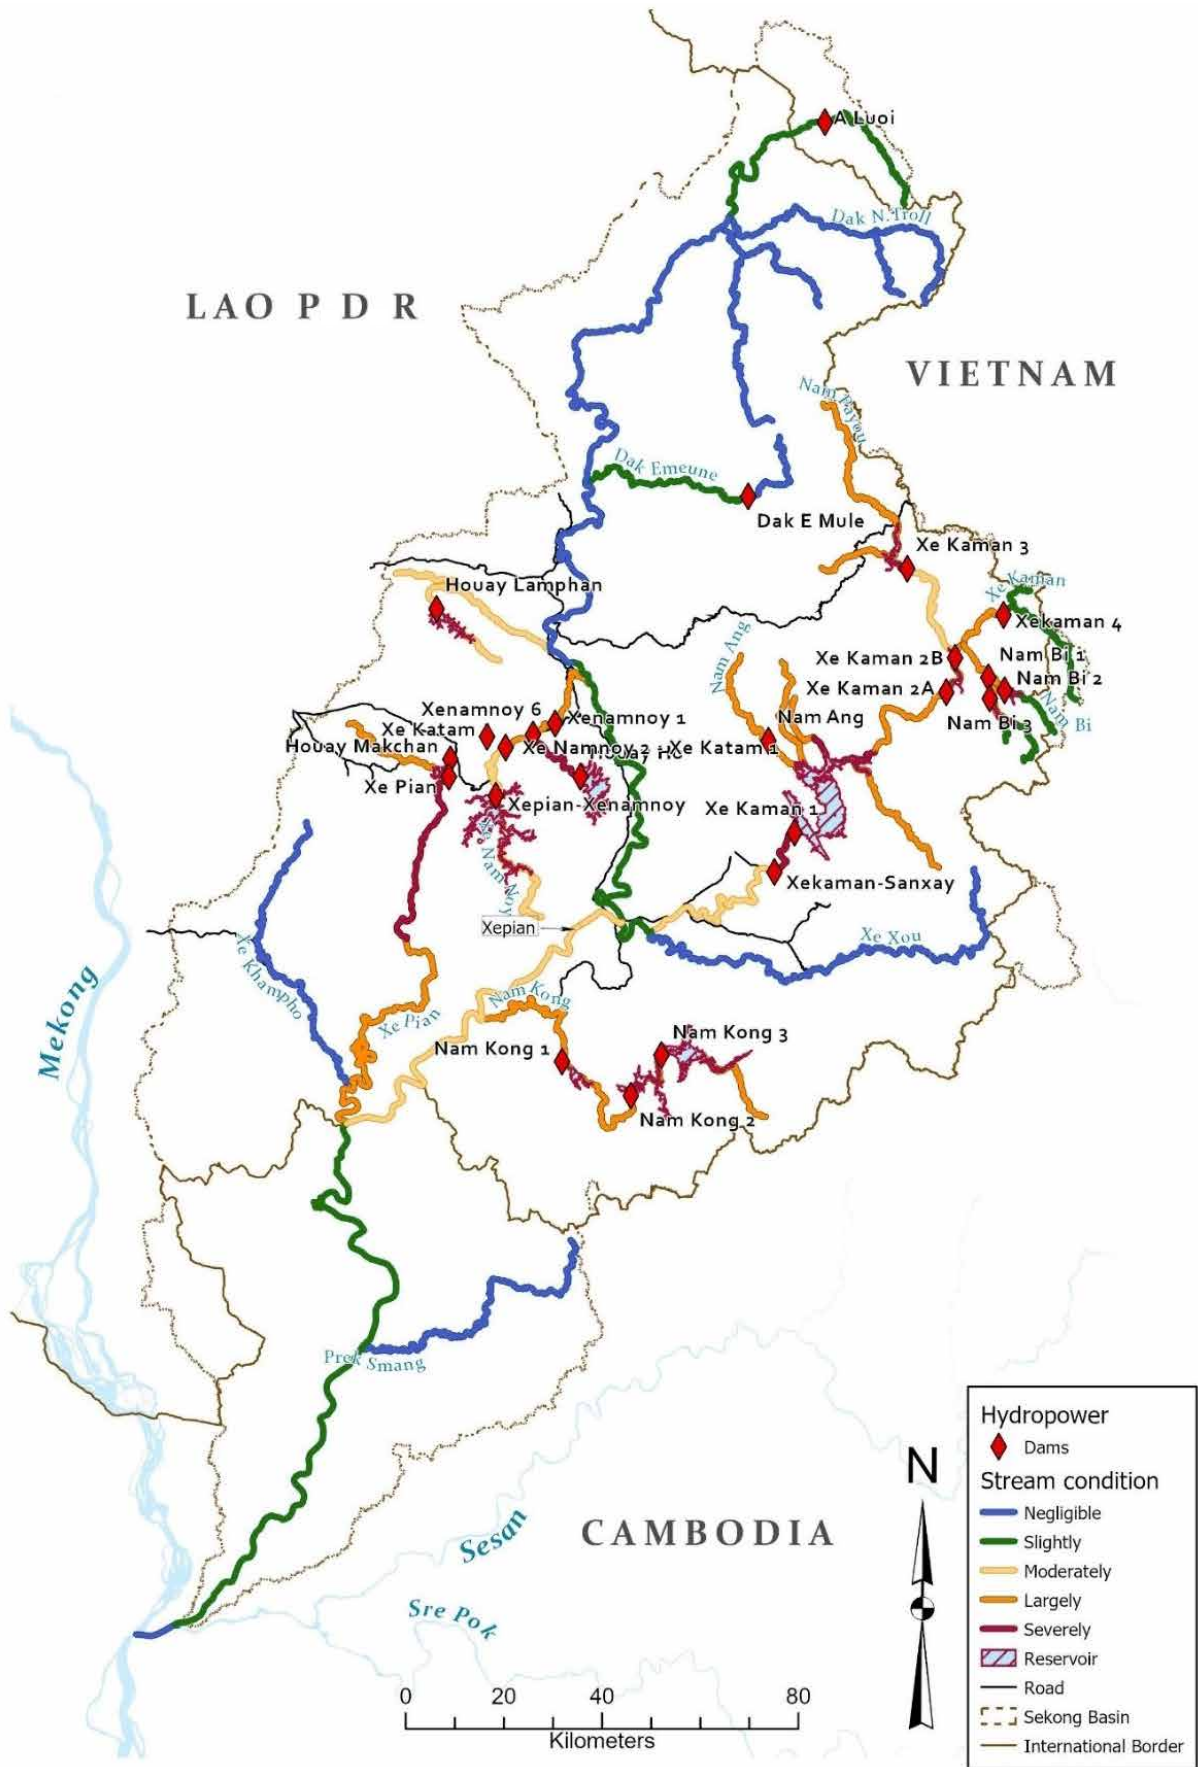 A Luoi
Dak N.Troll
LAO P D R
VIETNAM
Nam Payou
Dak Emeune
Dak E Mule
Xe Kaman 3
Houay Lamphan
Xe Kaman
Xekaman 4
Nam Ang
Xe Kaman 2B
Nam Bi 1
Xe Kaman 2A
Nam Bi 2
Nam Bi
Xenamnoy 6
Xenamnoy 1
Nam Ang
Nam Bi 3
Xe Katam
Houay Makchan
Xe Namnoy 2 - Xe Katam 1
Houay Ho
Xe Pian
Xepian-Xenamnoy
Xe Kaman 1
Xe Nam Noy
Xekaman-Sanxay
Xepian
Xe Xou
Xe Khampho
Mekong
Nam Kong
Xe Pian
Nam Kong 1
Nam Kong 3
Nam Kong 2
Prek Smang
Sesan
CAMBODIA
Sre Pok
N
0 20 40 80
Kilometers
Hydropower
Dams
Stream condition
Negligible
Slightly
Moderately
Largely
Severely
Reservoir
Road
Sekong Basin
International Border